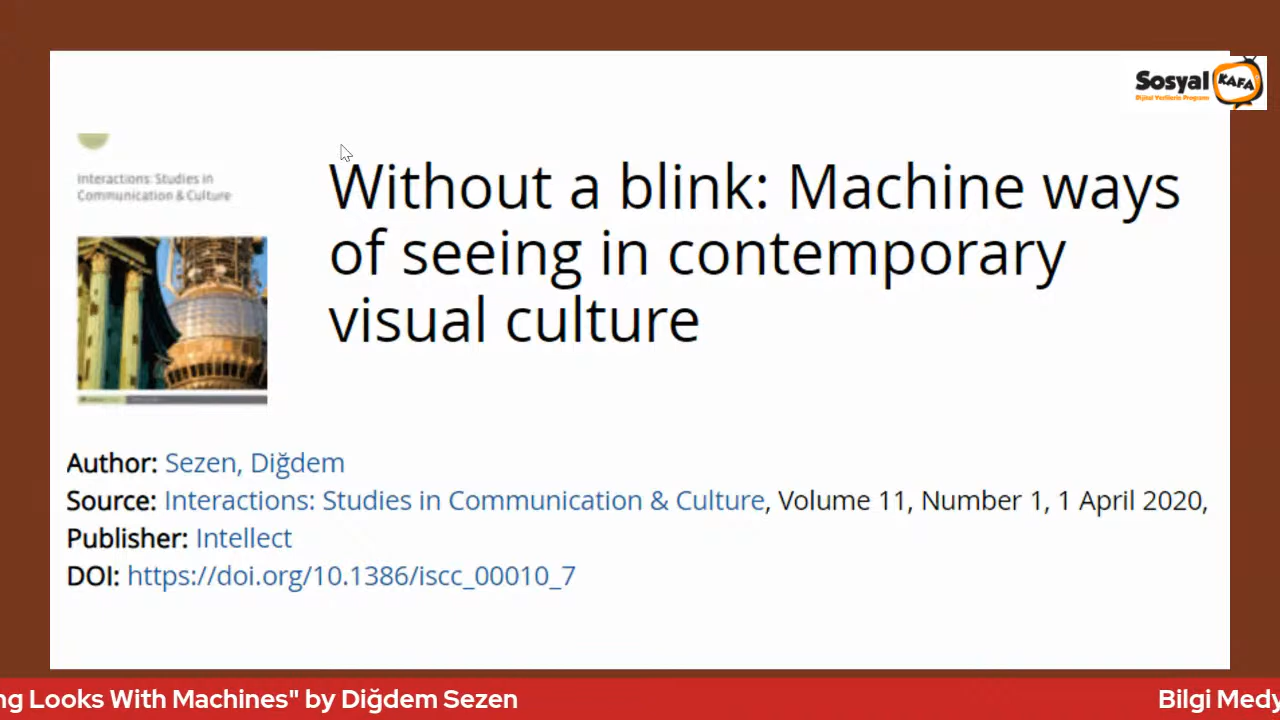 Sosyal KAFA
Interactions: Studies in
Communication & Culture
Without a blink: Machine ways
of seeing in contemporary
visual culture
Author: Sezen, Diğdem
Source: Interactions: Studies in Communication & Culture, Volume 11, Number 1, 1 April 2020,
Publisher: Intellect
DOI: https://doi.org/10.1386/iscc_00010_7
ng Looks With Machines" by Diğdem Sezen
Bilgi Medy